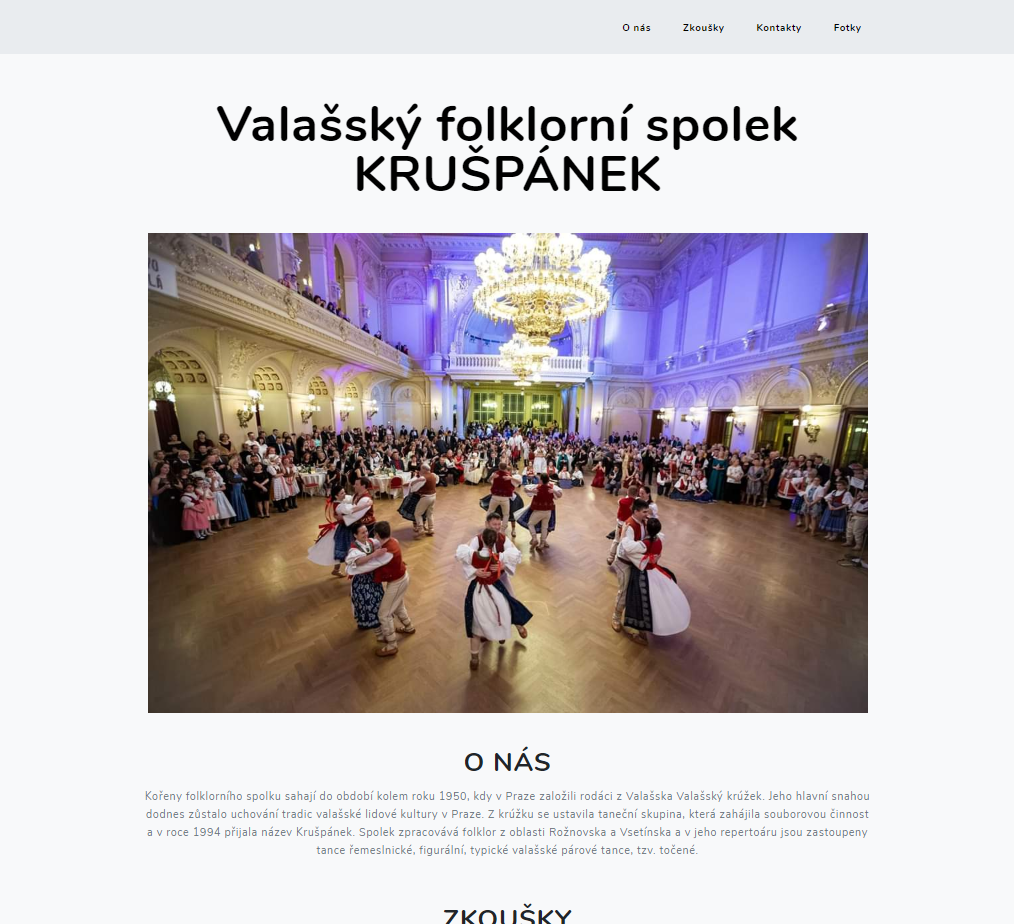 O nás Zkoušky Kontakty Fotky
Valašský folklorní spolek
KRUŠPÁNEK
LÁ
O NÁS
Kořeny folklorního spolku sahají do období kolem roku 1950, kdy v Praze založili rodáci z Valašska Valašský krúžek. Jeho hlavní snahou
dodnes zůstalo uchování tradic valašské lidové kultury v Praze. Z krúžku se ustavila taneční skupina, která zahájila souborovou činnost
a v roce 1994 přijala název Krušpánek. Spolek zpracovává folklor z oblasti Rožnovska a Vsetínska a v jeho repertoáru jsou zastoupeny
tance řemeslnické, figurální, typické valašské párové tance, tzv. točené.
ZKOUŠKY